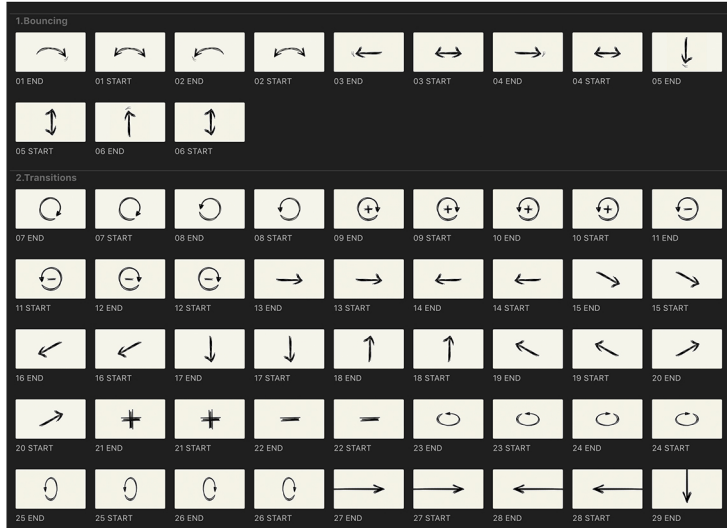 1.Bouncing
01 END 01 START 02 END 02 START 03 END 03 START 04 END 04 START 05 END
05 START 06 END 06 START
2.Transitions
07 END 07 START 08 END 08 START 09 END 09 START 10 END 10 START 11 END
11 START 12 END 12 START 13 END 13 START 14 END 14 START 15 END 15 START
16 END 16 START 17 END 17 START 18 END 18 START 19 END 19 START 20 END
20 START 21 END 21 START 22 END 22 START 23 END 23 START 24 END 24 START
25 END 25 START 26 END 26 START 27 END 27 START 28 END 28 START 29 END